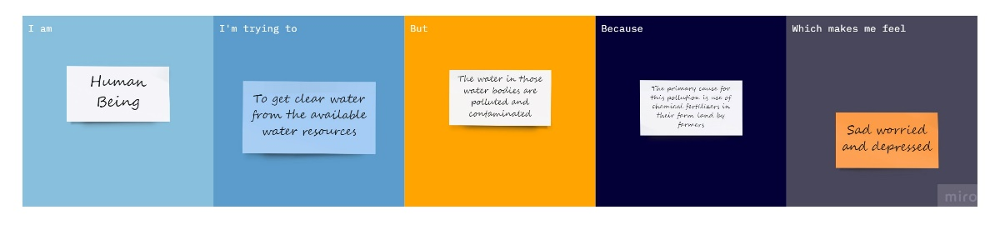 I am
Human
Being
I'm trying to
To get clear water
from the available
water resources
But
The water in those
water bodies are
polluted and
contaminated
Because
The primary cause for
this pollution is use of
chemical fertilizers in
their farm land by
farmers
Which makes me feel
Sad worried
and depressed
miro